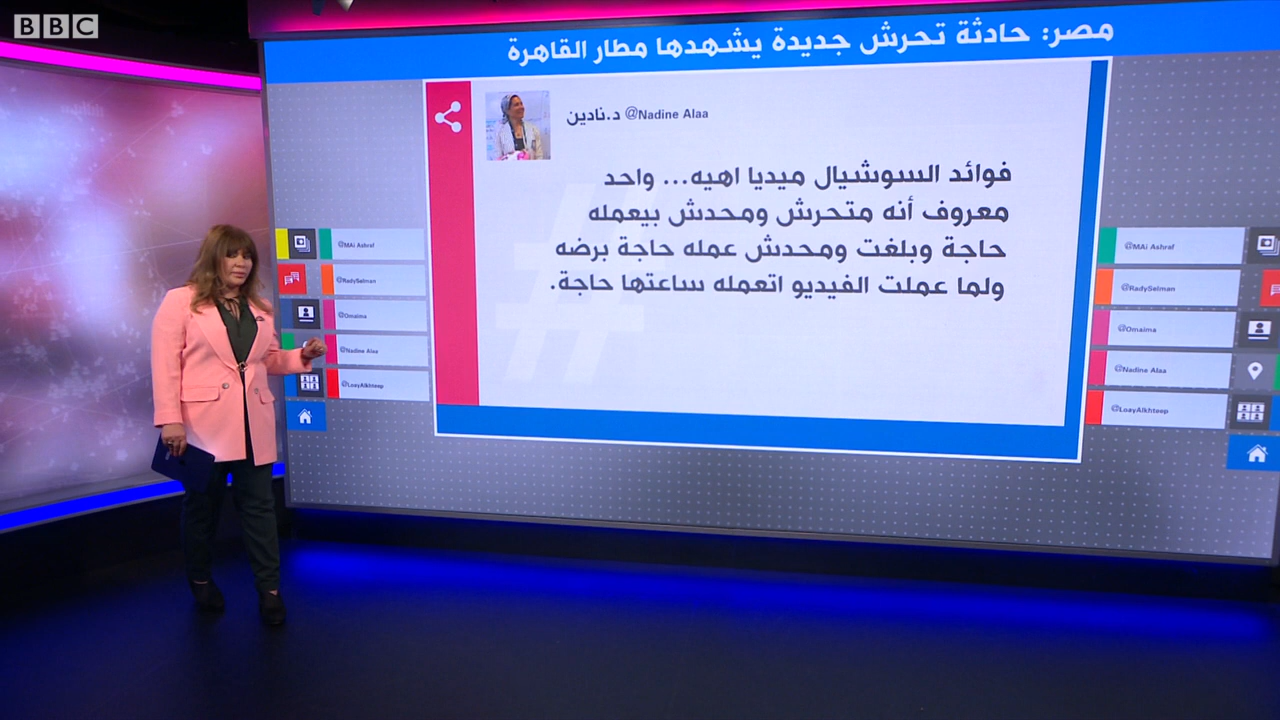 BBC
مصر: حادثة تحرش جديدة يشهدها مطار القاهرة
د.نادين @Nadine Alaa
فوائد السوشيال ميديا اهيه... واحد
معروف أنه متحرش ومحدش بيعمله
حاجة وبلغت ومحدش عمله حاجة برضه
ولما عملت الفيديو اتعمله ساعتها حاجة.
@MAi Ashraf
@RadySelman
@Omaima
@Nadine Alaa
@LoayAlkhteep
@MAi Ashraf
@RadySelman
@Omaima
@Nadine Alaa
@LoayAlkhteep